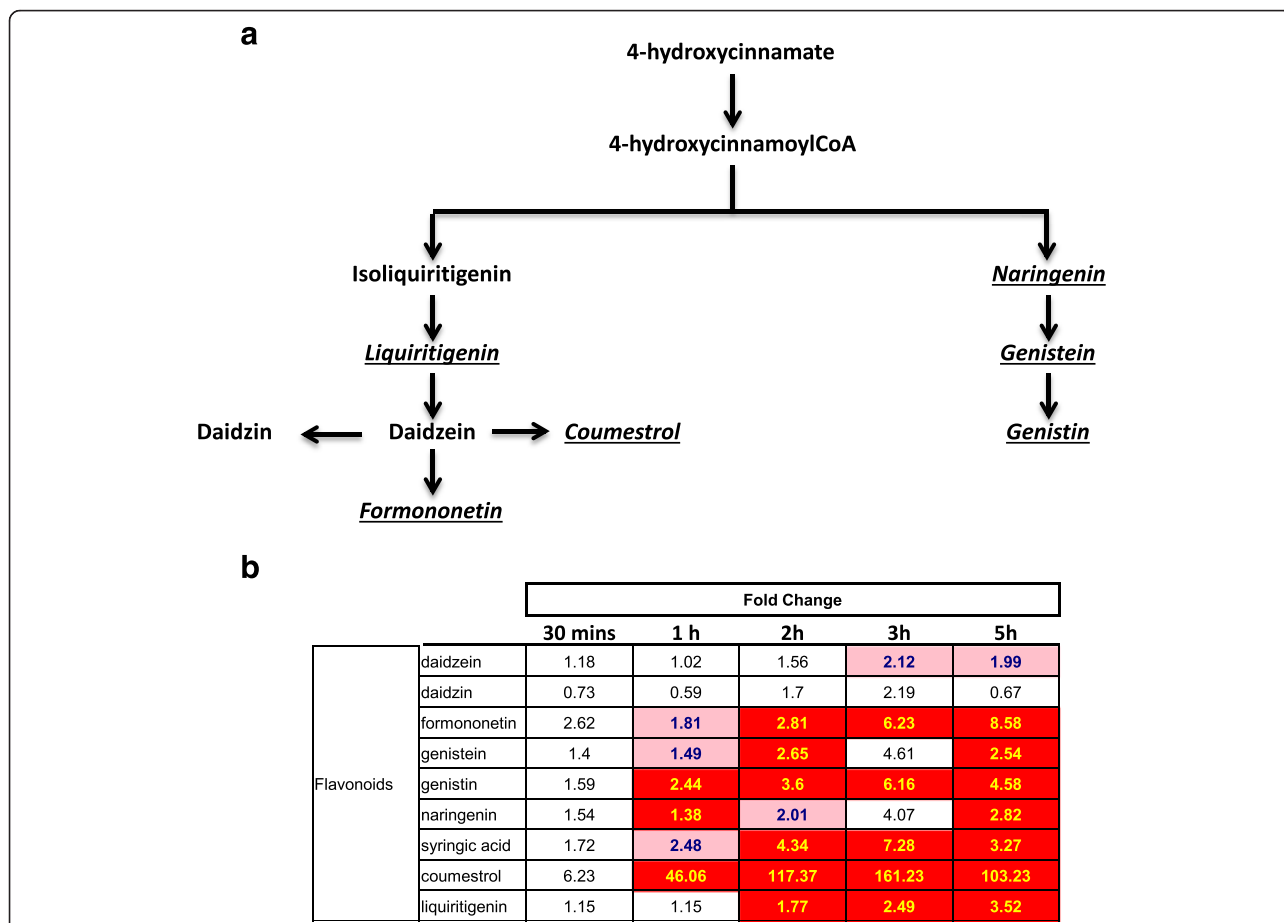 a
4-hydroxycinnamate
4-hydroxycinnamoylCoA
Isoliquiritigenin
Naringenin
Liquiritigenin
Genistein
Daidzin
Daidzein
Coumestrol
Genistin
Formononetin
b
Fold Change
30 mins 1 h 2h 3h 5h
daidzein 1.18 1.02 1.56 2.12 1.99
daidzin 0.73 0.59 1.7 2.19 0.67
formononetin 2.62 1.81 2.81 6.23 8.58
genistein 1.4 1.49 2.65 4.61 2.54
Flavonoids genistin 1.59 2.44 3.6 6.16 4.58
naringenin 1.54 1.38 2.01 4.07 2.82
syringic acid 1.72 2.48 4.34 7.28 3.27
coumestrol 6.23 46.06 117.37 161.23 103.23
liquiritigenin 1.15 1.15 1.77 2.49 3.52